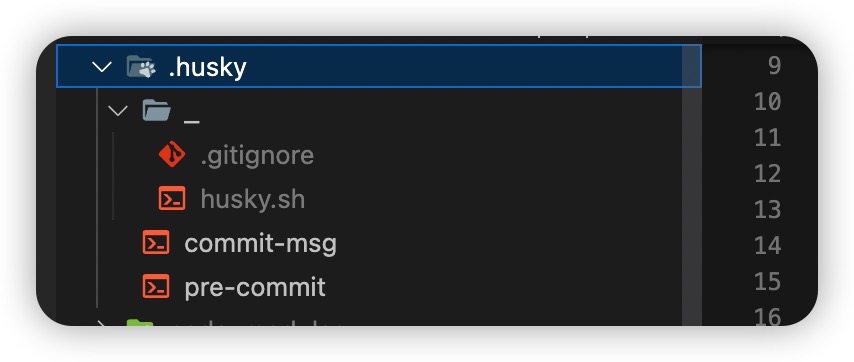 .husky
_
.gitignore
husky.sh
commit-msg
pre-commit
9
10
11
12
13
14
15
16